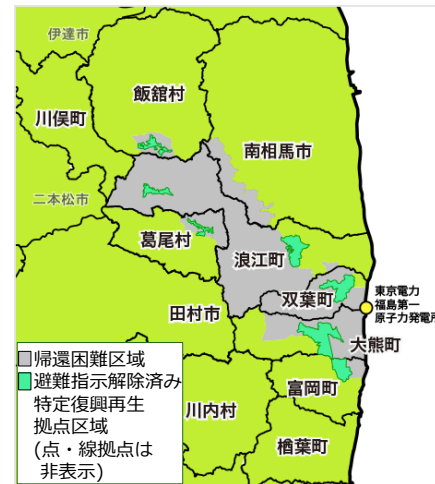 伊達市
飯舘村
川俣町
南相馬市
二本松市
葛尾村
浪江町
双葉町
東京電力
福島第一
原子力発電所
田村市
大熊町
帰還困難区域
避難指示解除済み
特定復興再生
拠点区域
(点・線拠点は
非表示)
富岡町
川内村
楢葉町